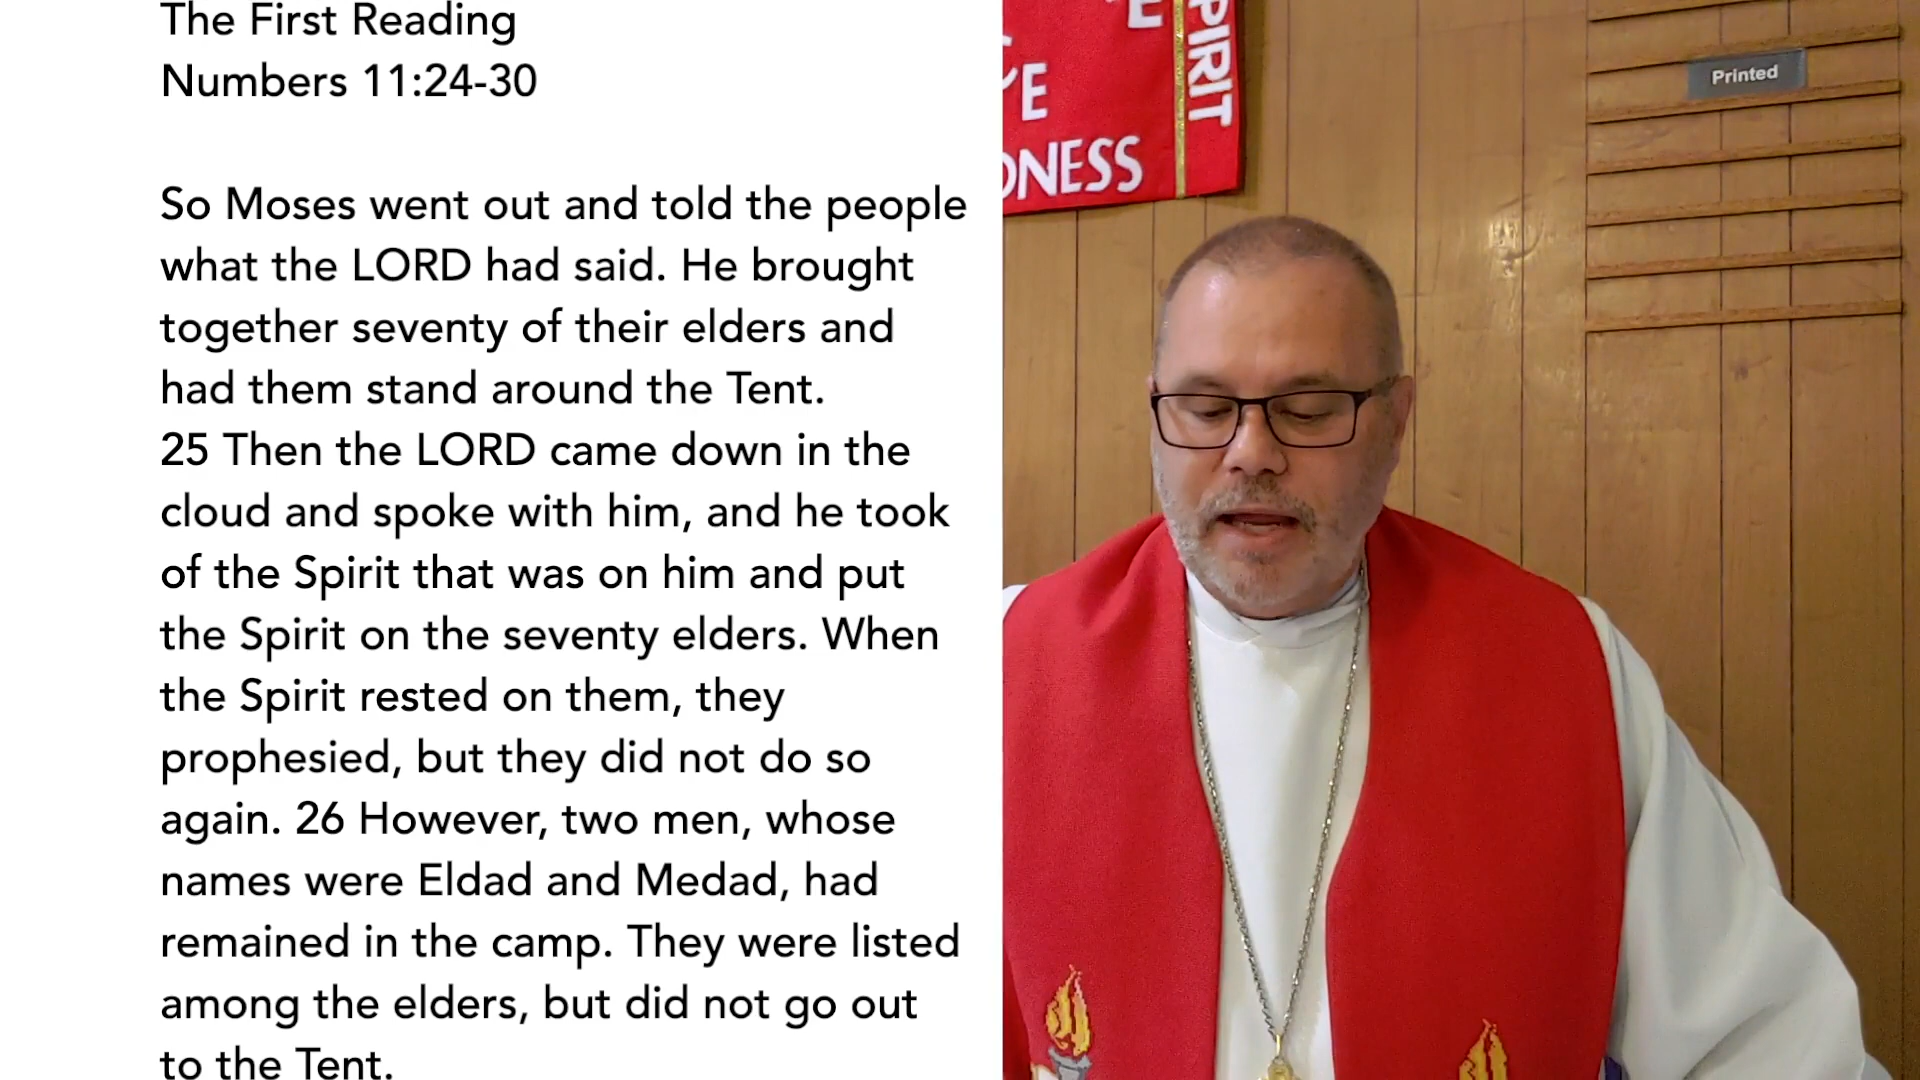 The First Reading
Numbers 11:24-30
So Moses went out and told the people
what the LORD had said. He brought
together seventy of their elders and
had them stand around the Tent.
25 Then the LORD came down in the
cloud and spoke with him, and he took
of the Spirit that was on him and put
the Spirit on the seventy elders. When
the Spirit rested on them, they
prophesied, but they did not do so
again. 26 However, two men, whose
names were Eldad and Medad, had
remained in the camp. They were listed
among the elders, but did not go out
to the Tent.
PIRIT
DNESS
Printed